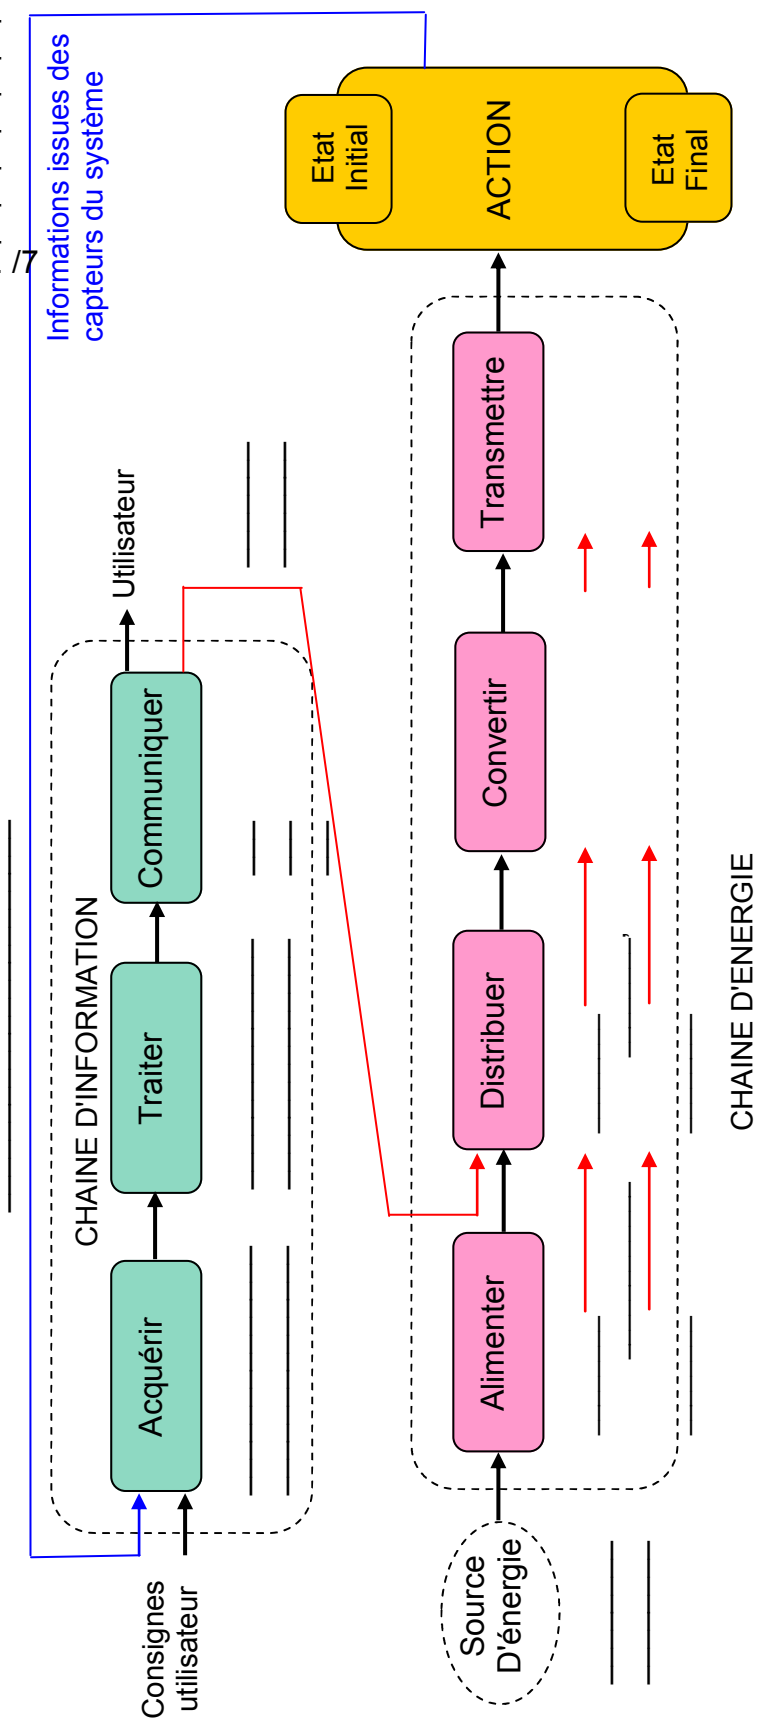 /7
Informations issues des
capteurs du système
CHAINE D'INFORMATION
Consignes
utilisateur
Acquérir
Traiter
Communiquer
Utilisateur
Source
D'énergie
Alimenter
Distribuer
Convertir
Transmettre
ACTION
Etat
Initial
Etat
Final
CHAINE D'ENERGIE